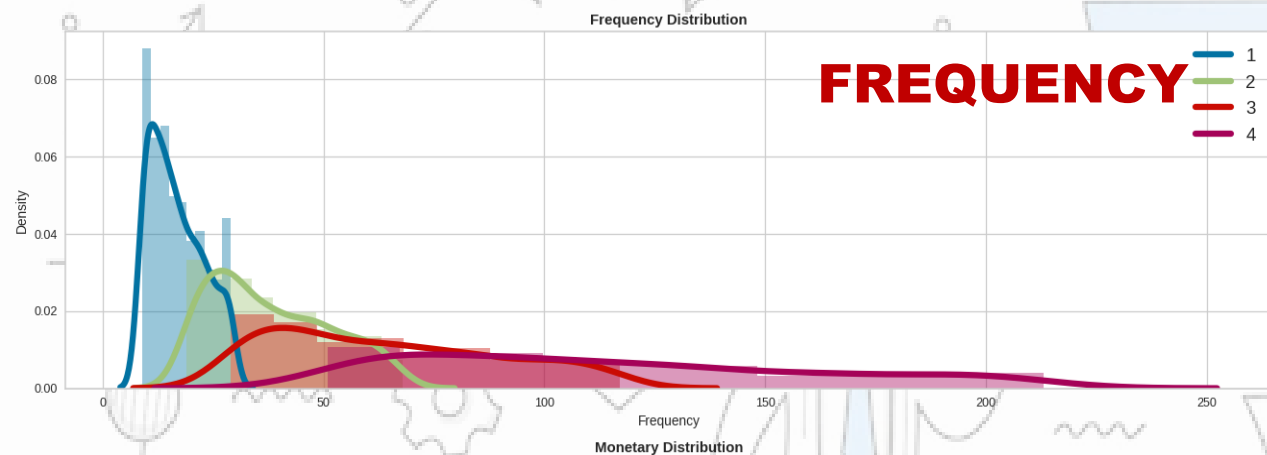 Frequency Distribution
FREQUENCY
1
2
3
4
0.08
0.06
0.04
0.02
0.00
Density
0 50 100 150 200 250
Frequency
Monetary Distribution